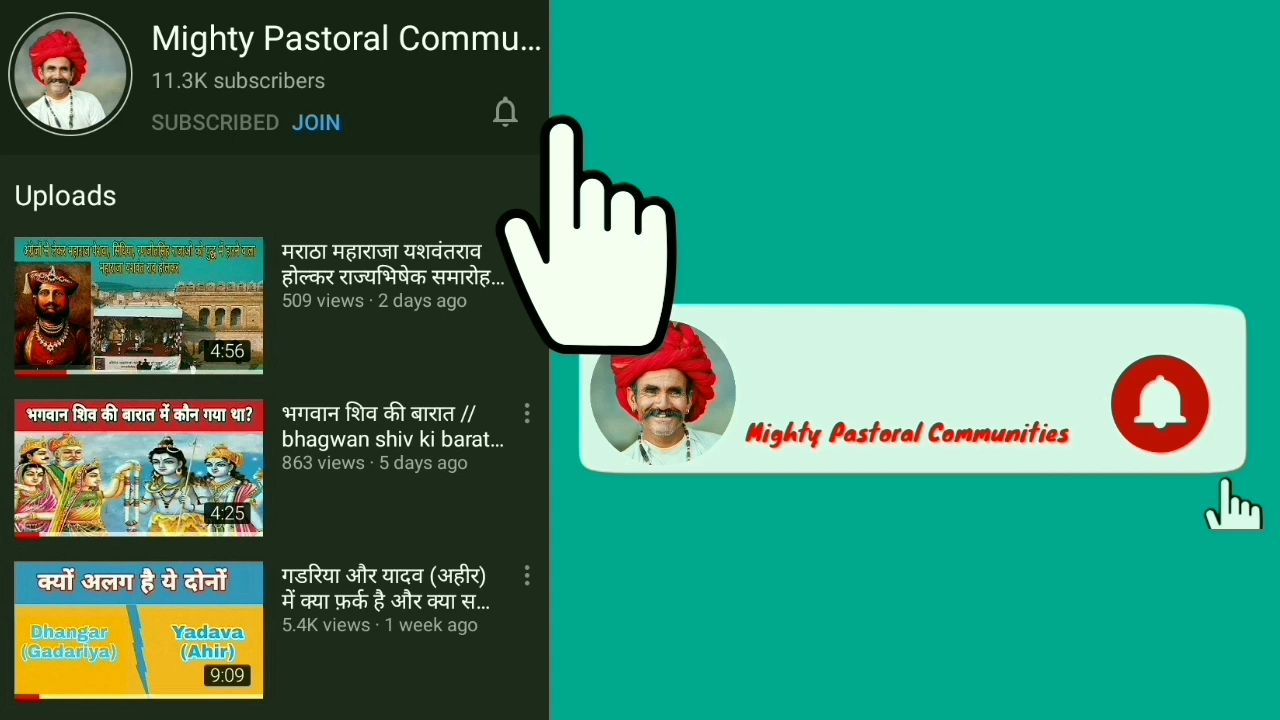 Mighty Pastoral Commu...
11.3K subscribers
SUBSCRIBED JOIN
Uploads
मराठा महाराजा यशवंतराव
होल्कर राज्यभिषेक समारोह...
509 views · 2 days ago
4:56
भगवान शिव की बारात में कौन गया था?
4:25
भगवान शिव की बारात //
bhagwan shiv ki barat...
863 views · 5 days ago
क्यों अलग है ये दोनों
Dhangar
(Gadariya)
Yadava
(Ahir)
9:09
गडरिया और यादव (अहीर)
में क्या फ़र्क है और क्या स...
5.4K views · 1 week ago
Mighty Pastoral Communities